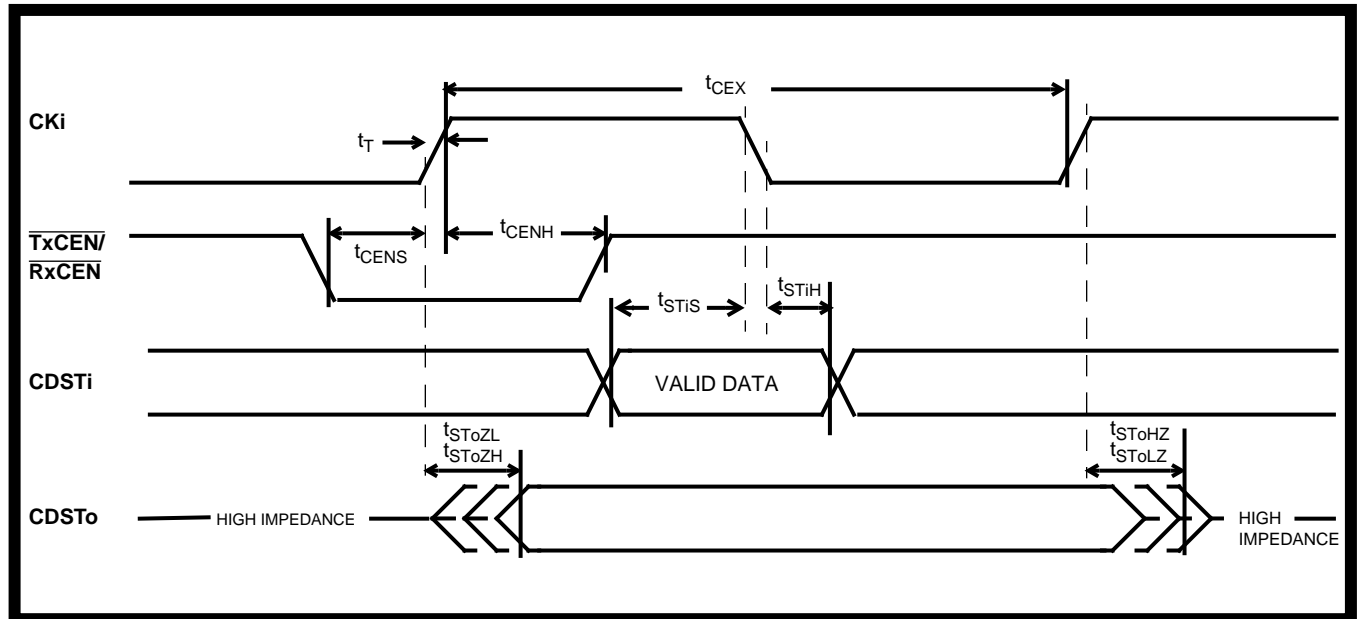 tCEX
CKi
tT
TxCEN/
RxCEN
tCENS
tCENH
tSTiS
tSTiH
CDSTi
VALID DATA
tSToZL
tSToZH
tSToHZ
tSToLZ
CDSTo
HIGH IMPEDANCE
HIGH
IMPEDANCE